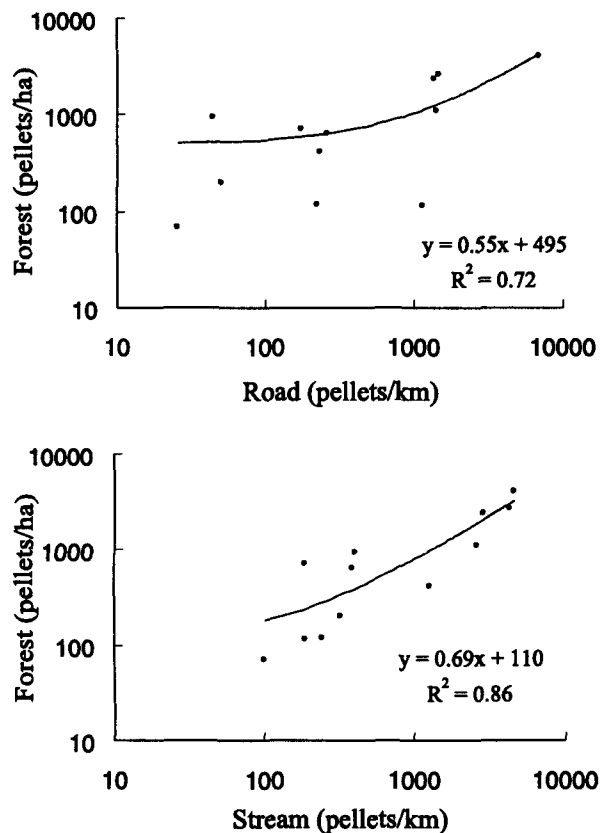 10000
1000
100
10
Forest (pellets/ha)
y = 0.55x + 495
R² = 0.72
10 100 1000 10000
Road (pellets/km)
10000
1000
100
10
Forest (pellets/ha)
y = 0.69x + 110
R² = 0.86
10 100 1000 10000
Stream (pellets/km)